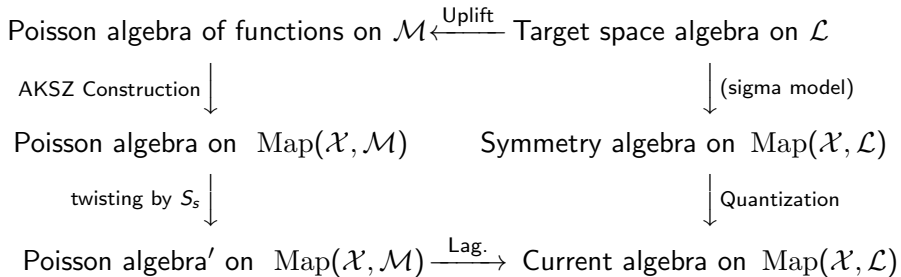 Poisson algebra of functions on ℳ ←Uplift— Target space algebra on ℒ
AKSZ Construction ↓ ↓ (sigma model)
Poisson algebra on Map(𝒳, ℳ) Symmetry algebra on Map(𝒳, ℒ)
twisting by Sₛ ↓ ↓ Quantization
Poisson algebra′ on Map(𝒳, ℳ) —Lag.→ Current algebra on Map(𝒳, ℒ)